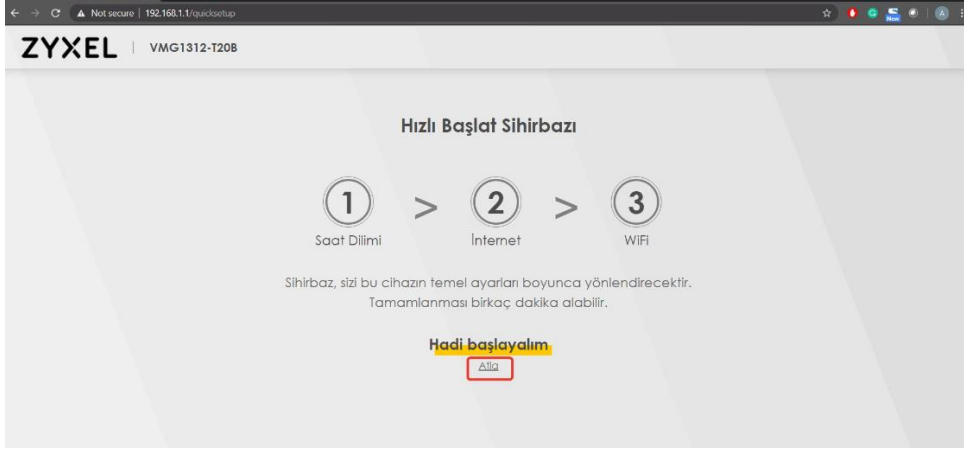 Not secure | 192.168.1.1/quicksetup
New
A
ZYXEL | VMG1312-T20B
Hızlı Başlat Sihirbazı
1 > 2 > 3
Saat Dilimi İnternet WiFi
Sihirbaz, sizi bu cihazın temel ayarları boyunca yönlendirecektir.
Tamamlanması birkaç dakika alabilir.
Hadi başlayalım
Atla